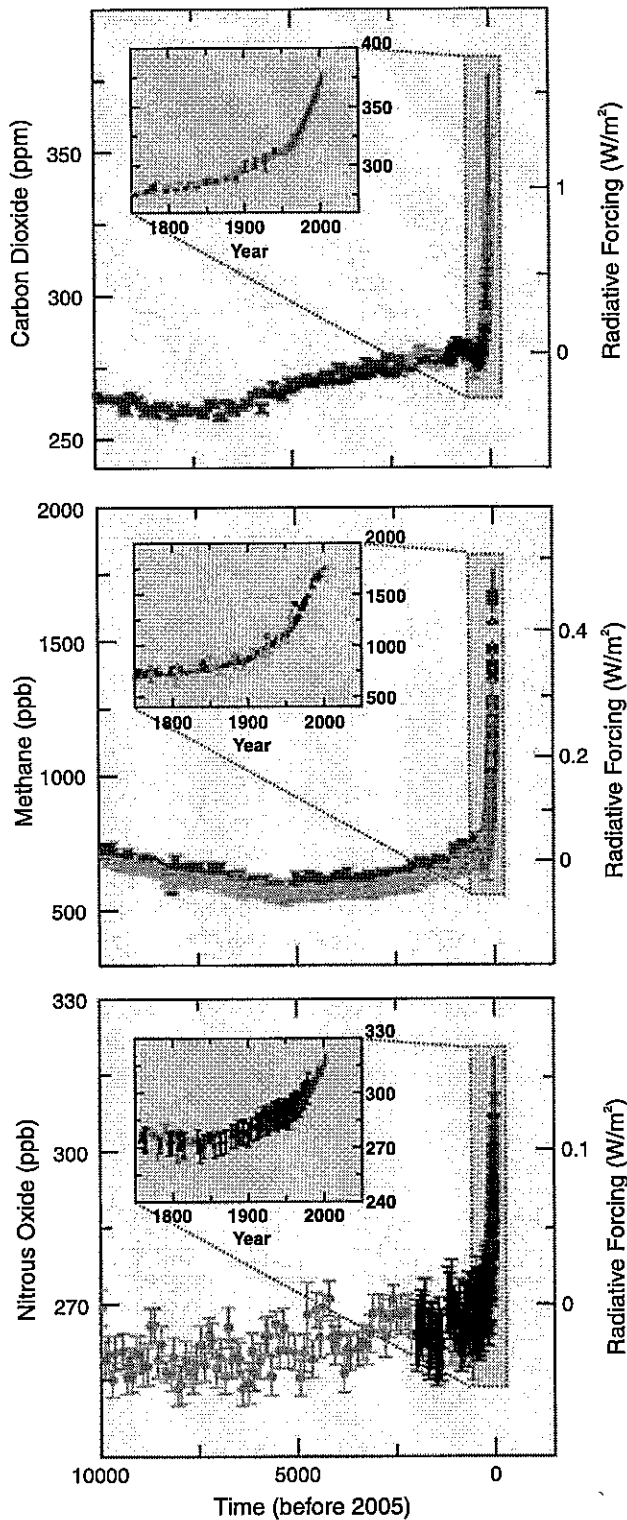 Carbon Dioxide (ppm)
350
300
250
400
350
300
1800 1900 2000
Year
1
0
Radiative Forcing (W/m²)
Methane (ppb)
2000
1500
1000
500
2000
1500
1000
500
1800 1900 2000
Year
0.4
0.2
0
Radiative Forcing (W/m²)
Nitrous Oxide (ppb)
330
300
270
330
300
270
240
1800 1900 2000
Year
0.1
0
Radiative Forcing (W/m²)
10000 5000 0
Time (before 2005)